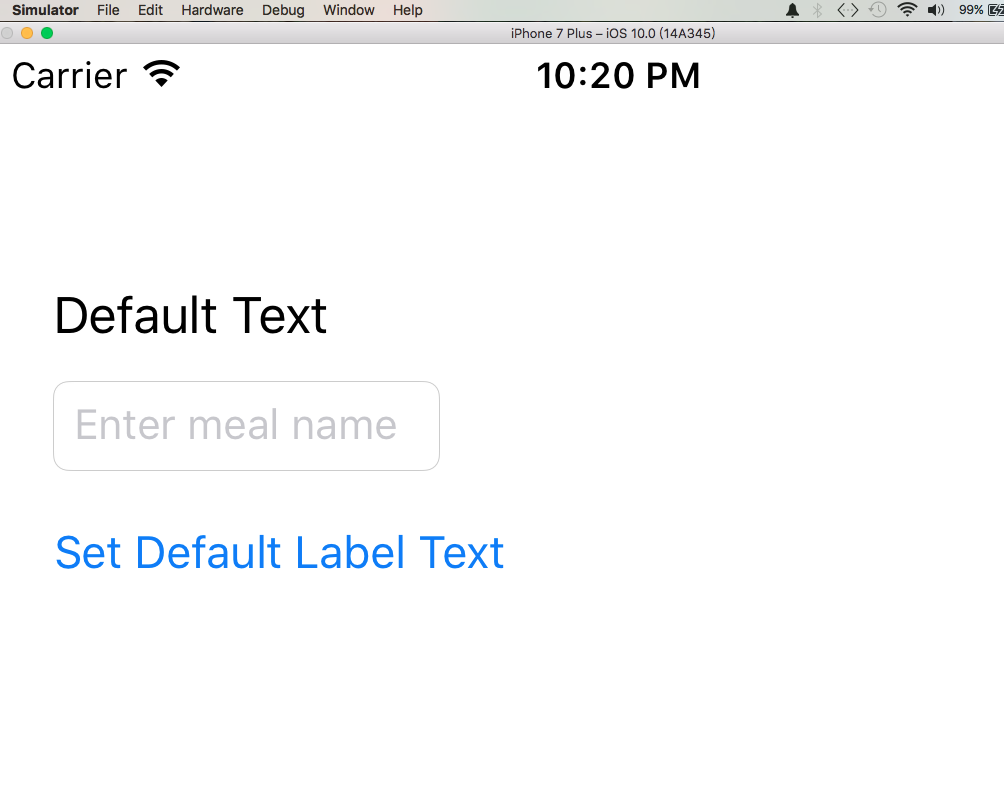 Simulator File Edit Hardware Debug Window Help 99%
iPhone 7 Plus – iOS 10.0 (14A345)
Carrier 10:20 PM
Default Text
Enter meal name
Set Default Label Text